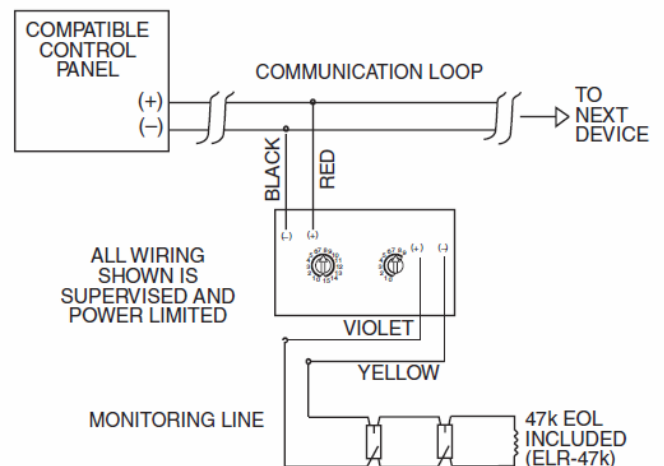 COMPATIBLE
CONTROL
PANEL
(+)
(−)
COMMUNICATION LOOP
TO
NEXT
DEVICE
BLACK
RED
(-) (+)
(+) (-)
ALL WIRING
SHOWN IS
SUPERVISED AND
POWER LIMITED
VIOLET
YELLOW
MONITORING LINE
47k EOL
INCLUDED
(ELR-47k)